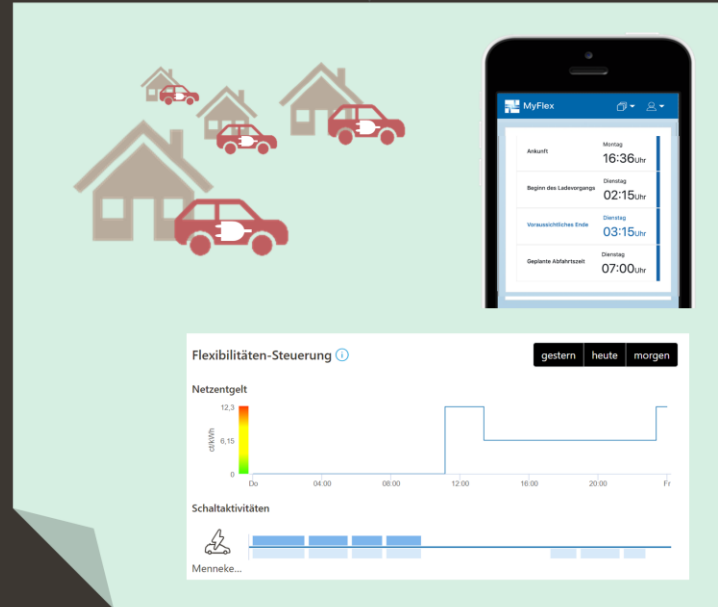 MyFlex
Ankunft
Montag
16:36Uhr
Beginn des Ladevorgangs
Dienstag
02:15Uhr
Voraussichtliches Ende
Dienstag
03:15Uhr
Geplante Abfahrtszeit
Dienstag
07:00Uhr
Flexibilitäten-Steuerung
gestern heute morgen
Netzentgelt
12,3
6,15
0
ct/kWh
Do 04:00 08:00 12:00 16:00 20:00 Fr
Schaltaktivitäten
Menneke...